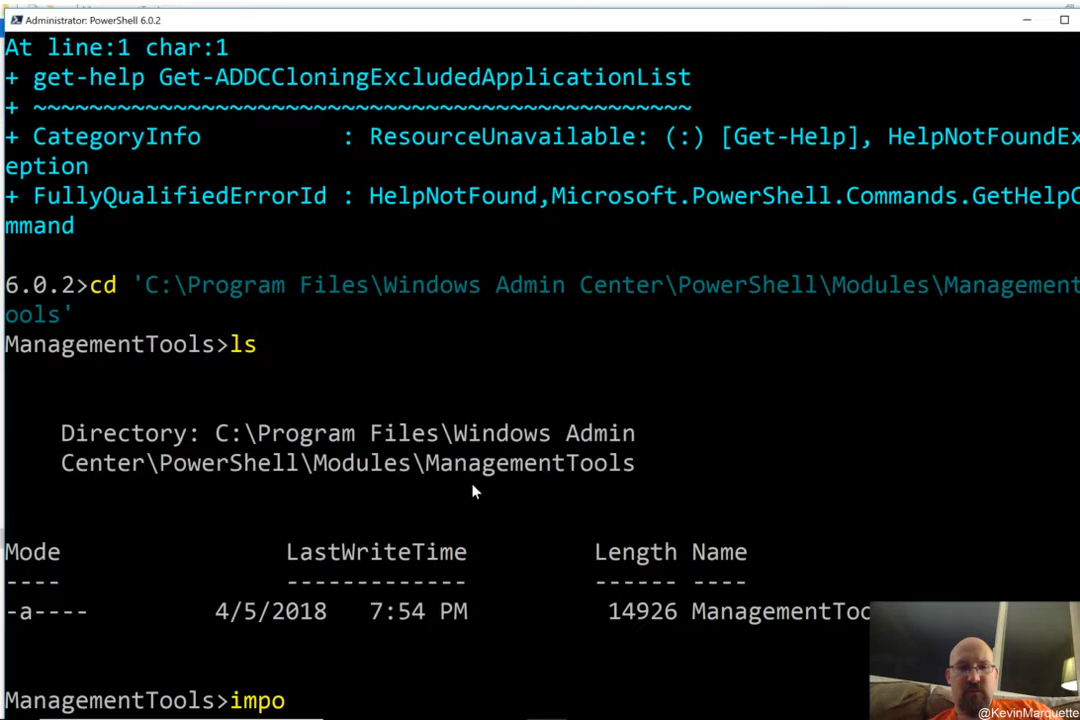 Administrator: PowerShell 6.0.2
At line:1 char:1
+ get-help Get-ADDCCloningExcludedApplicationList
+ ~~~~~~~~~~~~~~~~~~~~~~~~~~~~~~~~~~~~~~~~~~~~~~~
+ CategoryInfo          : ResourceUnavailable: (:) [Get-Help], HelpNotFoundEx
eption
+ FullyQualifiedErrorId : HelpNotFound,Microsoft.PowerShell.Commands.GetHelpC
mmand
6.0.2>cd 'C:\Program Files\Windows Admin Center\PowerShell\Modules\Management
ools'
ManagementTools>ls
Directory: C:\Program Files\Windows Admin
Center\PowerShell\Modules\ManagementTools
Mode                LastWriteTime         Length Name
----                -------------         ------ ----
-a----         4/5/2018   7:54 PM          14926 ManagementToo
ManagementTools>impo
@KevinMarquette